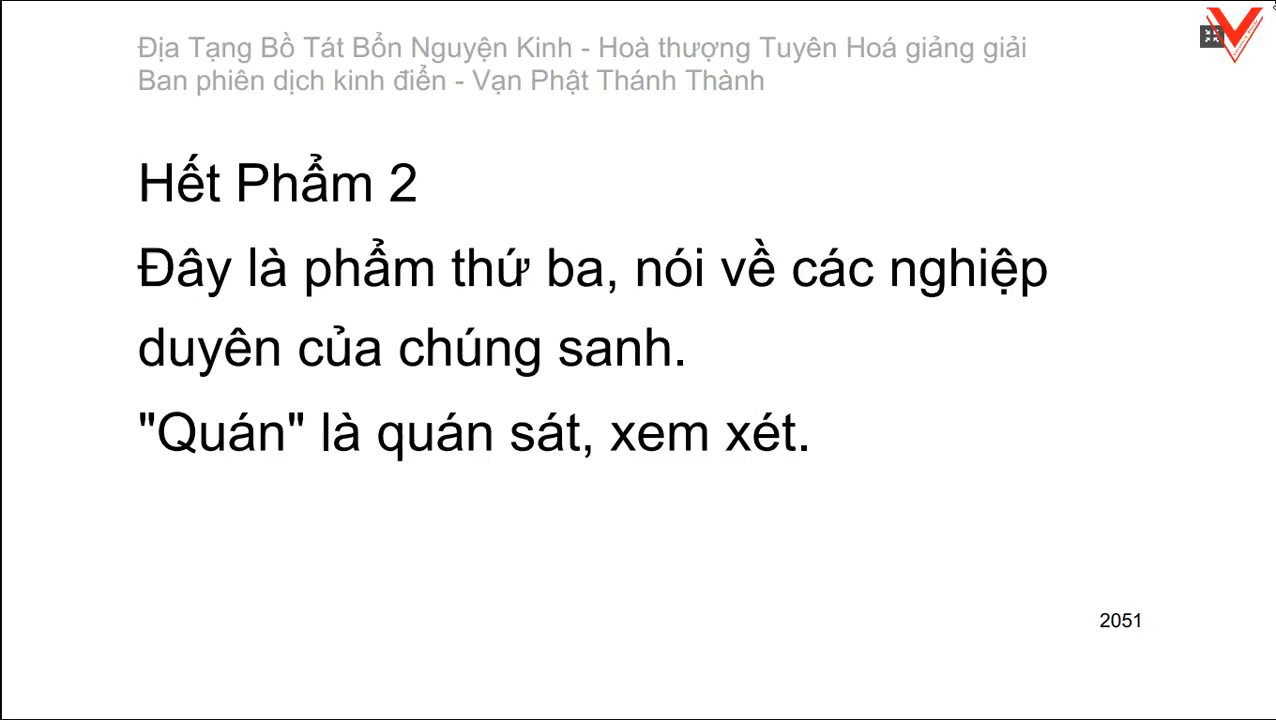 Địa Tạng Bồ Tát Bổn Nguyện Kinh - Hoà thượng Tuyên Hoá giảng giải
Ban phiên dịch kinh điển - Vạn Phật Thánh Thành
Hết Phẩm 2
Đây là phẩm thứ ba, nói về các nghiệp
duyên của chúng sanh.
"Quán" là quán sát, xem xét.
2051